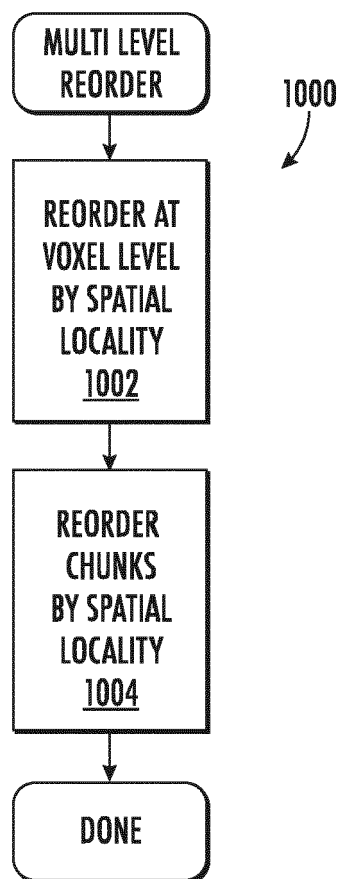 MULTI LEVEL
REORDER
1000
REORDER AT
VOXEL LEVEL
BY SPATIAL
LOCALITY
1002
REORDER
CHUNKS
BY SPATIAL
LOCALITY
1004
DONE